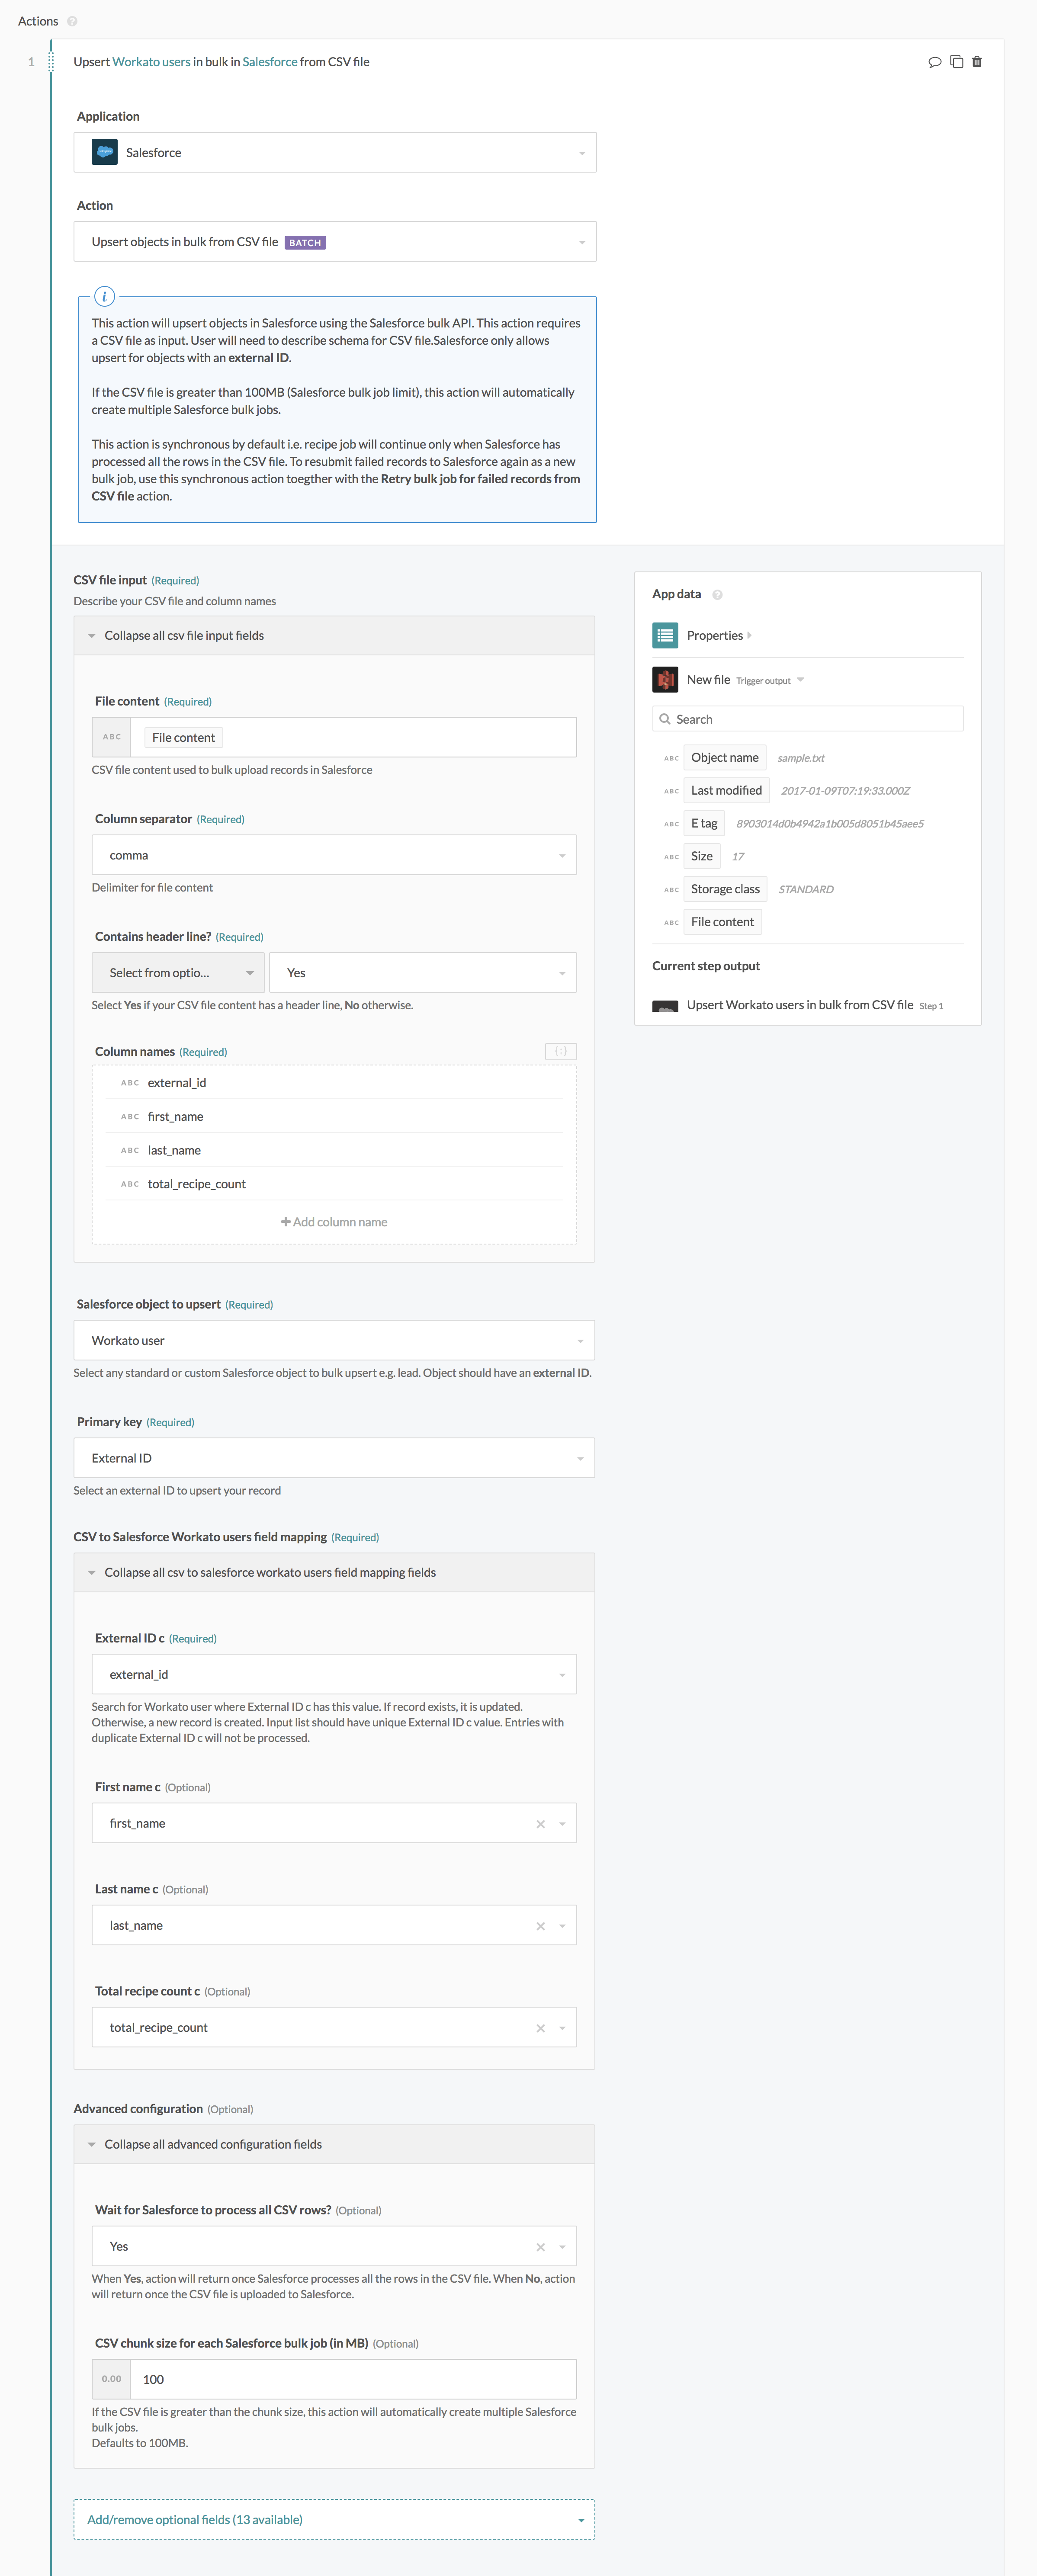 Actions ?
1
Upsert Workato users in bulk in Salesforce from CSV file
Application
Salesforce
Action
Upsert objects in bulk from CSV file BATCH
i
This action will upsert objects in Salesforce using the Salesforce bulk API. This action requires
a CSV file as input. User will need to describe schema for CSV file.Salesforce only allows
upsert for objects with an external ID.
If the CSV file is greater than 100MB (Salesforce bulk job limit), this action will automatically
create multiple Salesforce bulk jobs.
This action is synchronous by default i.e. recipe job will continue only when Salesforce has
processed all the rows in the CSV file. To resubmit failed records to Salesforce again as a new
bulk job, use this synchronous action toegther with the Retry bulk job for failed records from
CSV file action.
CSV file input (Required)
Describe your CSV file and column names
Collapse all csv file input fields
File content (Required)
ABC File content
CSV file content used to bulk upload records in Salesforce
Column separator (Required)
comma
Delimiter for file content
Contains header line? (Required)
Select from optio... Yes
Select Yes if your CSV file content has a header line, No otherwise.
Column names (Required) {:}
ABC external_id
ABC first_name
ABC last_name
ABC total_recipe_count
+ Add column name
App data ?
Properties
New file Trigger output
Search
ABC Object name sample.txt
ABC Last modified 2017-01-09T07:19:33.000Z
ABC E tag 8903014d0b4942a1b005d8051b45aee5
ABC Size 17
ABC Storage class STANDARD
ABC File content
Current step output
Upsert Workato users in bulk from CSV file Step 1
Salesforce object to upsert (Required)
Workato user
Select any standard or custom Salesforce object to bulk upsert e.g. lead. Object should have an external ID.
Primary key (Required)
External ID
Select an external ID to upsert your record
CSV to Salesforce Workato users field mapping (Required)
Collapse all csv to salesforce workato users field mapping fields
External ID c (Required)
external_id
Search for Workato user where External ID c has this value. If record exists, it is updated.
Otherwise, a new record is created. Input list should have unique External ID c value. Entries with
duplicate External ID c will not be processed.
First name c (Optional)
first_name
Last name c (Optional)
last_name
Total recipe count c (Optional)
total_recipe_count
Advanced configuration (Optional)
Collapse all advanced configuration fields
Wait for Salesforce to process all CSV rows? (Optional)
Yes
When Yes, action will return once Salesforce processes all the rows in the CSV file. When No, action
will return once the CSV file is uploaded to Salesforce.
CSV chunk size for each Salesforce bulk job (in MB) (Optional)
0.00 100
If the CSV file is greater than the chunk size, this action will automatically create multiple Salesforce
bulk jobs.
Defaults to 100MB.
Add/remove optional fields (13 available)